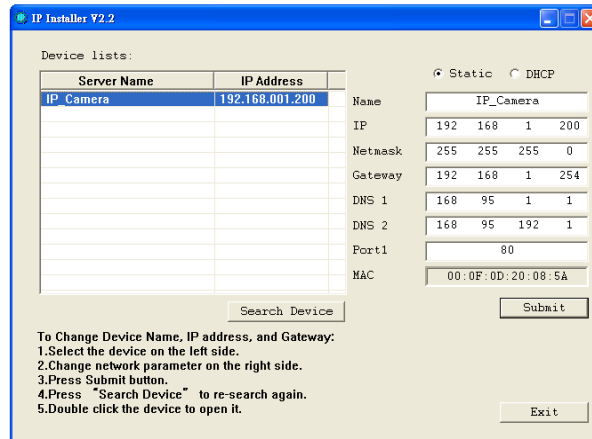 IP Installer V2.2
Device lists:
Server Name IP Address
IP_Camera 192.168.001.200
Static DHCP
Name IP_Camera
IP 192 168 1 200
Netmask 255 255 255 0
Gateway 192 168 1 254
DNS 1 168 95 1 1
DNS 2 168 95 192 1
Port1 80
MAC 00:0F:0D:20:08:5A
Search Device
Submit
To Change Device Name, IP address, and Gateway:
1.Select the device on the left side.
2.Change network parameter on the right side.
3.Press Submit button.
4.Press “Search Device” to re-search again.
5.Double click the device to open it.
Exit